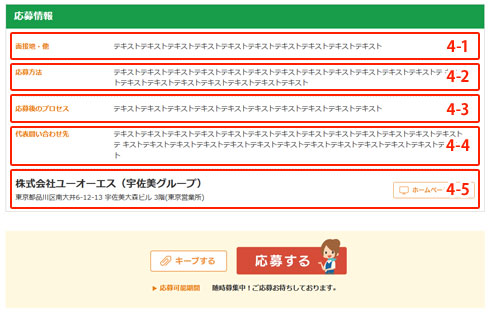 応募情報
面接地・他 テキストテキストテキストテキストテキストテキストテキストテキストテキストテキスト 4-1
応募方法 テキストテキストテキストテキストテキストテキストテキストテキストテキストテキストテキストテキストテ 4-2
トテキストテキストテキストテキストテキストテキストテキスト
応募後のプロセス テキストテキストテキストテキストテキストテキストテキストテキストテキストテキスト 4-3
代表問い合わせ先 テキストテキストテキストテキストテキストテキストテキストテキストテキストテキストテキストテキストテキスト
テ キストテキストテキストテキストテキストテキストテキストテキストテキストテキストテキストテキストテ 4-4
ト
株式会社ユーオーエス（宇佐美グループ）
東京都品川区南大井6-12-13 宇佐美大森ビル 3階(東京営業所)
ホームペー 4-5
キープする 応募する
▶ 応募可能期間 随時募集中！ご応募お待ちしております。